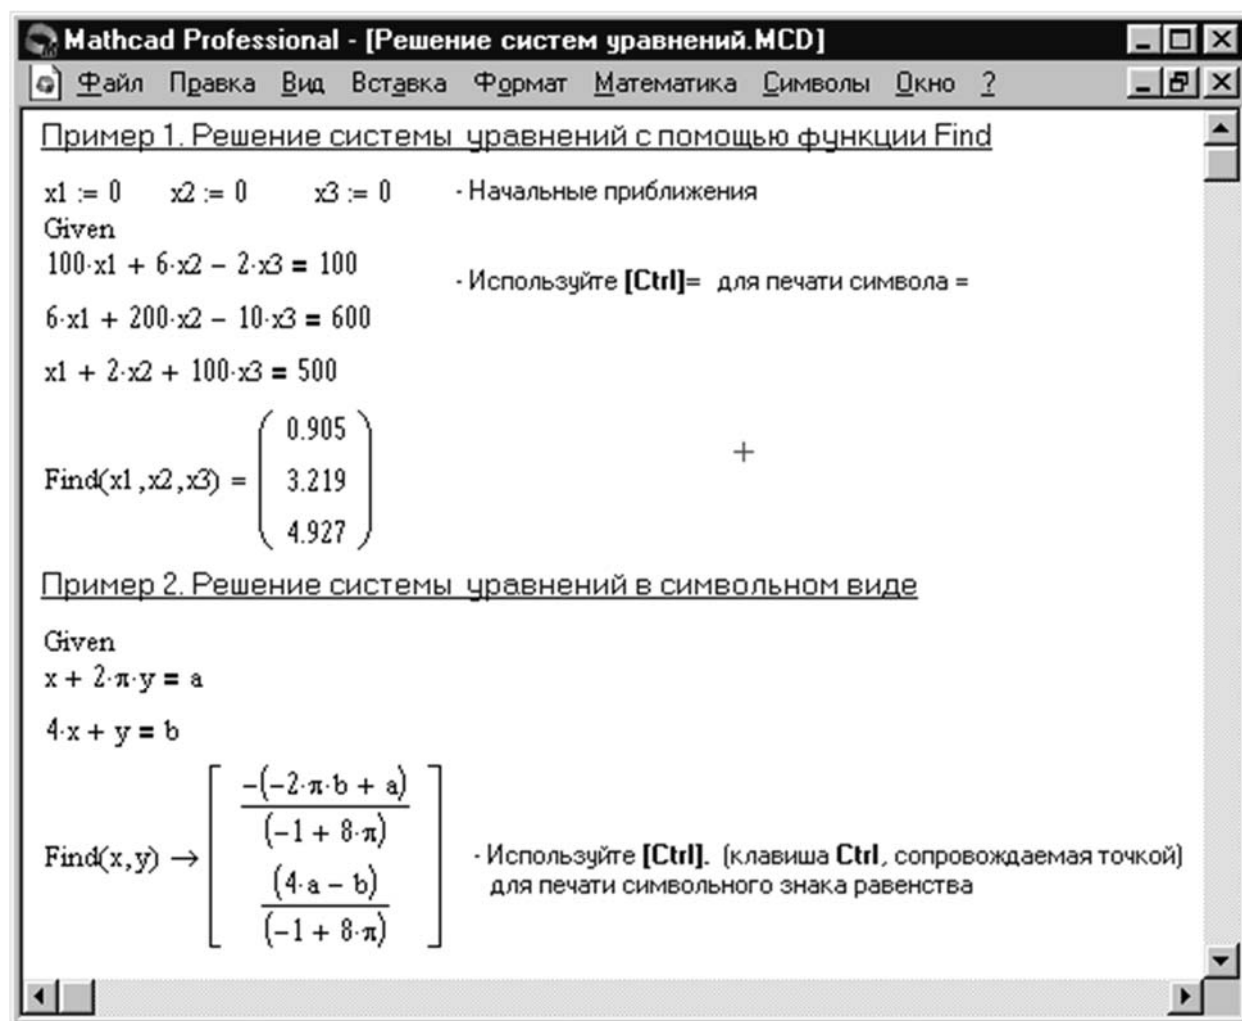 Mathcad Professional - [Решение систем уравнений.MCD]
Файл Правка Вид Вставка Формат Математика Символы Окно ?
Пример 1. Решение системы уравнений с помощью функции Find
x1 := 0 x2 := 0 x3 := 0 - Начальные приближения
Given
100·x1 + 6·x2 − 2·x3 = 100
- Используйте [Ctrl]= для печати символа =
6·x1 + 200·x2 − 10·x3 = 600
x1 + 2·x2 + 100·x3 = 500
0.905
Find(x1,x2,x3) = 3.219
4.927
Пример 2. Решение системы уравнений в символьном виде
Given
x + 2·π·y = a
4·x + y = b
−(−2·π·b + a)
(−1 + 8·π)
Find(x,y) → - Используйте [Ctrl]. (клавиша Ctrl, сопровождаемая точкой)
(4·a − b)
для печати символьного знака равенства
(−1 + 8·π)